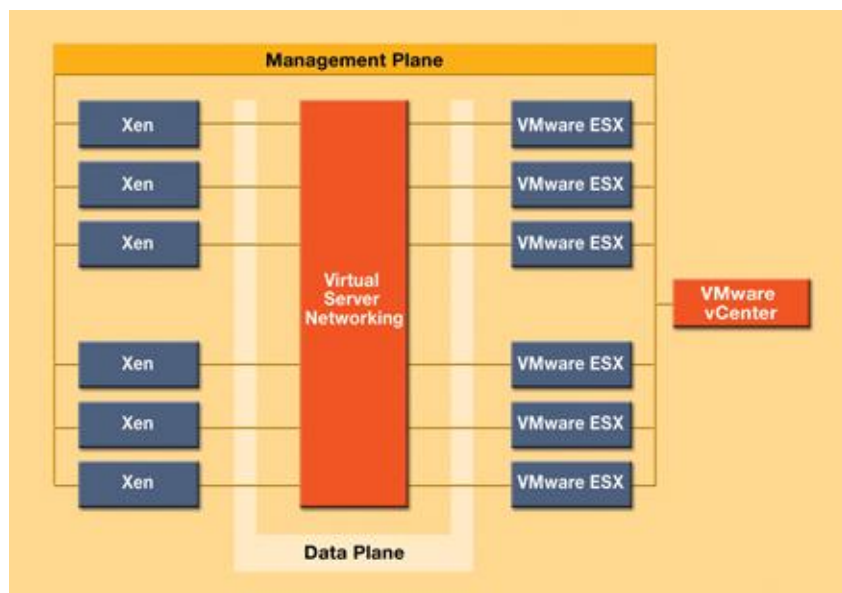 Management Plane
Xen
VMware ESX
Xen
VMware ESX
Xen
VMware ESX
Virtual
Server
Networking
VMware
vCenter
Xen
VMware ESX
Xen
VMware ESX
Xen
VMware ESX
Data Plane